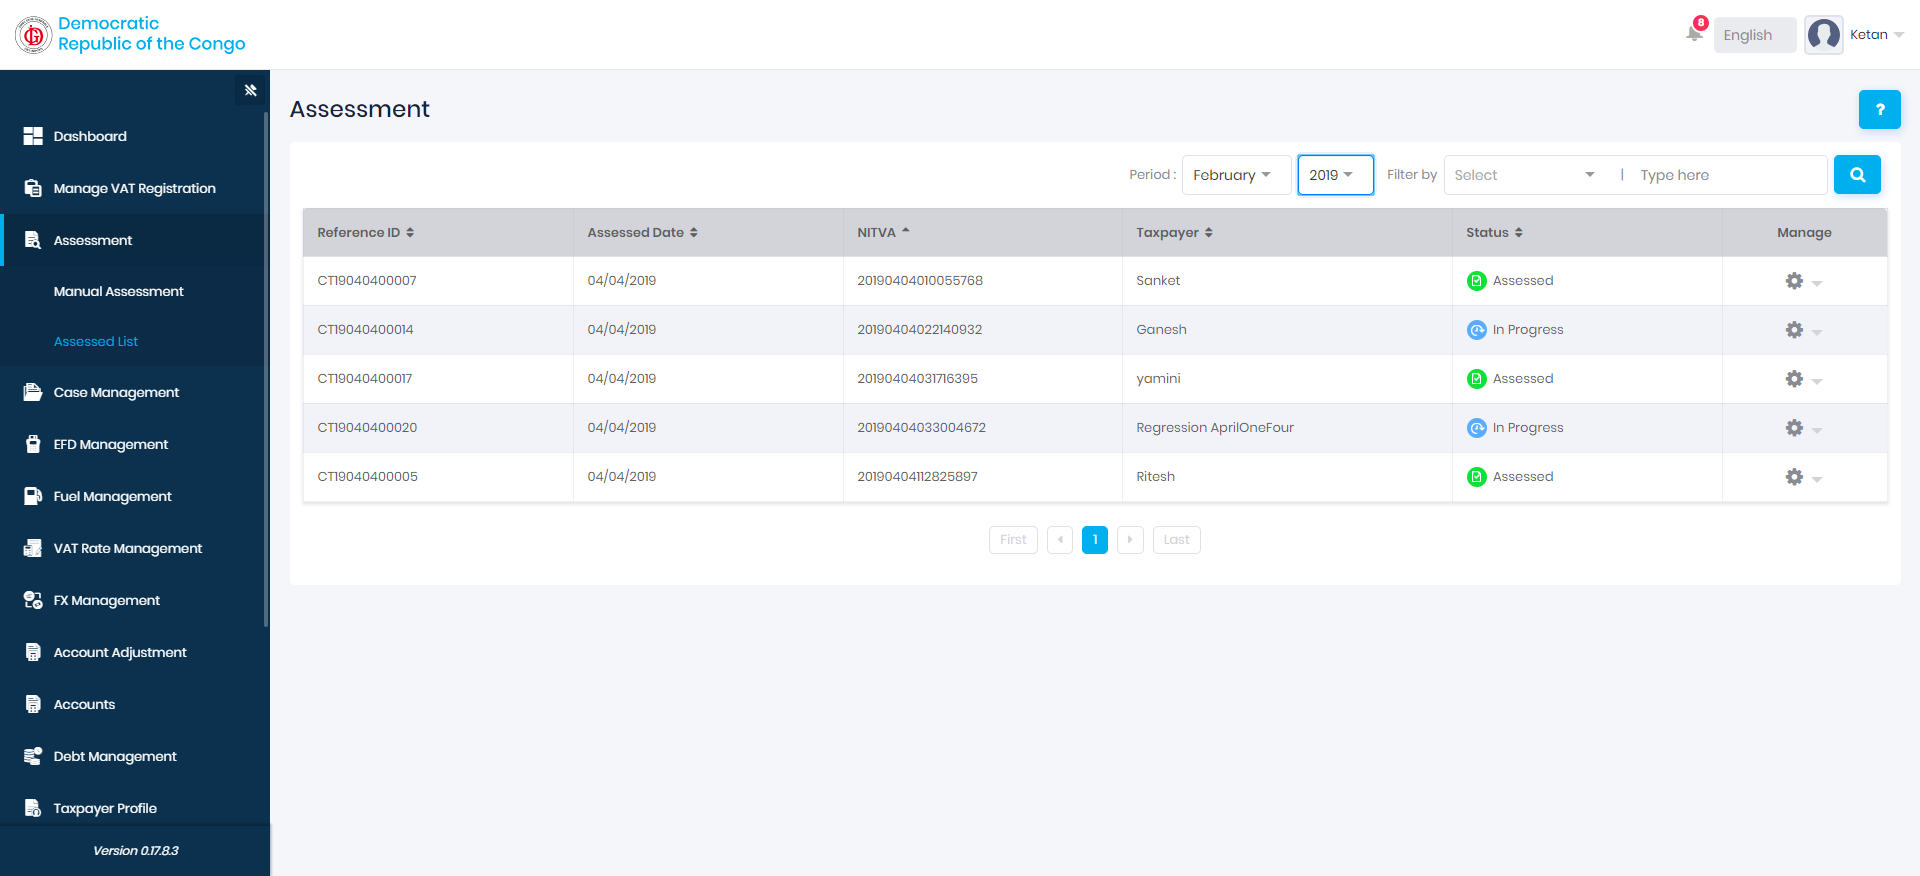 Democratic
Republic of the Congo
8
English
Ketan
Dashboard
Manage VAT Registration
Assessment
Manual Assessment
Assessed List
Case Management
EFD Management
Fuel Management
VAT Rate Management
FX Management
Account Adjustment
Accounts
Debt Management
Taxpayer Profile
Version 0.17.8.3
Assessment
?
Period : February 2019 Filter by Select | Type here
Reference ID Assessed Date NITVA Taxpayer Status Manage
CT19040400007 04/04/2019 20190404010055768 Sanket Assessed
CT19040400014 04/04/2019 20190404022140932 Ganesh In Progress
CT19040400017 04/04/2019 20190404031716395 yamini Assessed
CT19040400020 04/04/2019 20190404033004672 Regression AprilOneFour In Progress
CT19040400005 04/04/2019 20190404112825897 Ritesh Assessed
First 1 Last